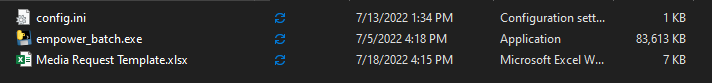 config.ini 7/13/2022 1:34 PM Configuration sett... 1 KB
empower_batch.exe 7/5/2022 4:18 PM Application 83,613 KB
Media Request Template.xlsx 7/18/2022 4:15 PM Microsoft Excel W... 7 KB